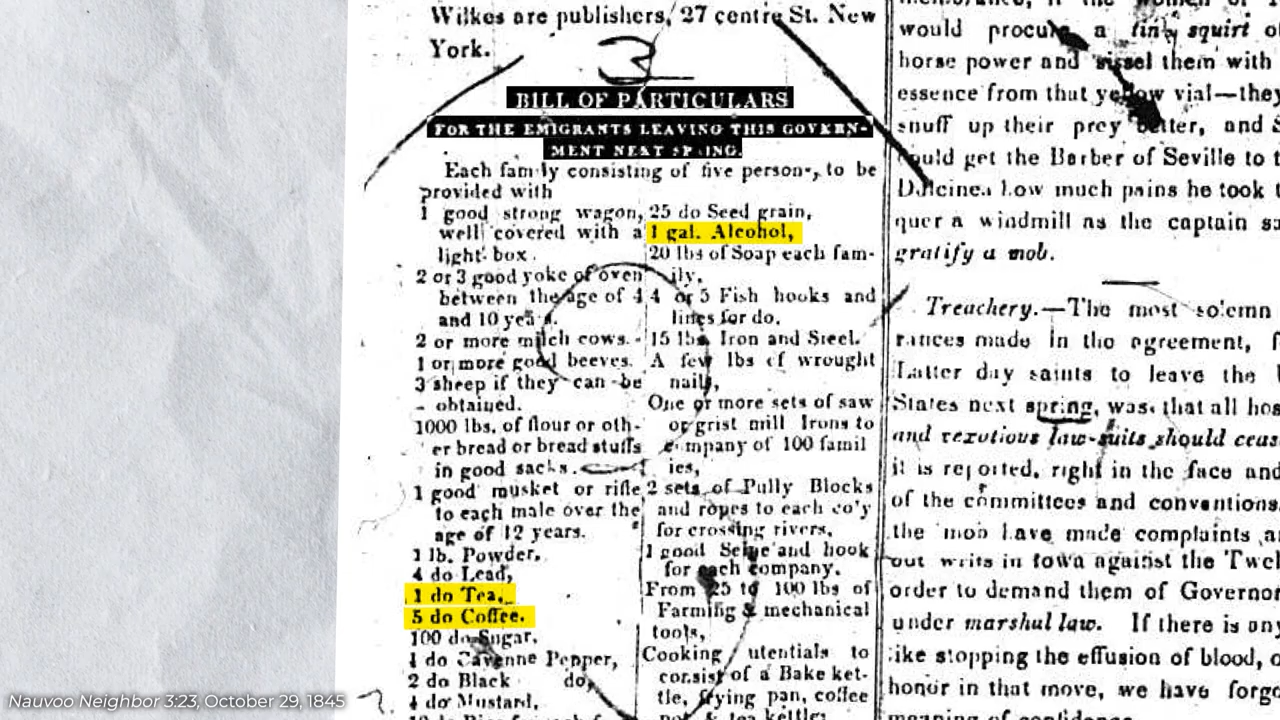 Wilkes are publishers, 27 centre St. New
York.
3
BILL OF PARTICULARS
FOR THE EMIGRANTS LEAVING THIS GOVERN-
MENT NEXT SPRING.
Each family consisting of five persons, to be
provided with
1 good strong wagon,
well covered with a
light box.
2 or 3 good yoke of oxen
between the age of 4
and 10 years.
2 or more milch cows.
1 or more good beeves.
3 sheep if they can be
obtained.
1000 lbs. of flour or oth-
er bread or bread stuffs
in good sacks.
1 good musket or rifle
to each male over the
age of 12 years.
1 lb. Powder,
4 do Lead,
1 do Tea,
5 do Coffee.
100 do Sugar,
1 do Cayenne Pepper,
2 do Black do,
do Mustard,
25 do Seed grain,
1 gal. Alcohol,
20 lbs of Soap each fam-
ily,
4 or 5 Fish hooks and
lines for do,
15 lbs. Iron and Steel.
A few lbs of wrought
nails,
One or more sets of saw
or grist mill Irons to
company of 100 famil
ies,
2 sets of Pully Blocks
and ropes to each co'y
for crossing rivers,
1 good Seine and hook
for each company.
From 25 to 100 lbs of
Farming & mechanical
tools,
Cooking utentials to
consist of a Bake ket-
tle, frying pan, coffee
pot & tea kettle;
would procure a tin squirt
horse power and sissel them with
essence from that yellow vial—they
snuff up their prey better, and
could get the Barber of Seville to
Dulcinea how much pains he took
quer a windmill as the captain
gratify a mob.
Treachery.—The most solemn
rances made in the agreement,
Latter day saints to leave the
States next spring, was, that all
and vexatious law-suits should
it is reported, right in the face and
of the committees and conventions,
the mob have made complaints
out writs in Iowa against the
order to demand them of
under marshal law. If there is
like stopping the effusion of blood,
honor in that move, we have
meaning of confidence.
Nauvoo Neighbor 3:23, October 29, 1845